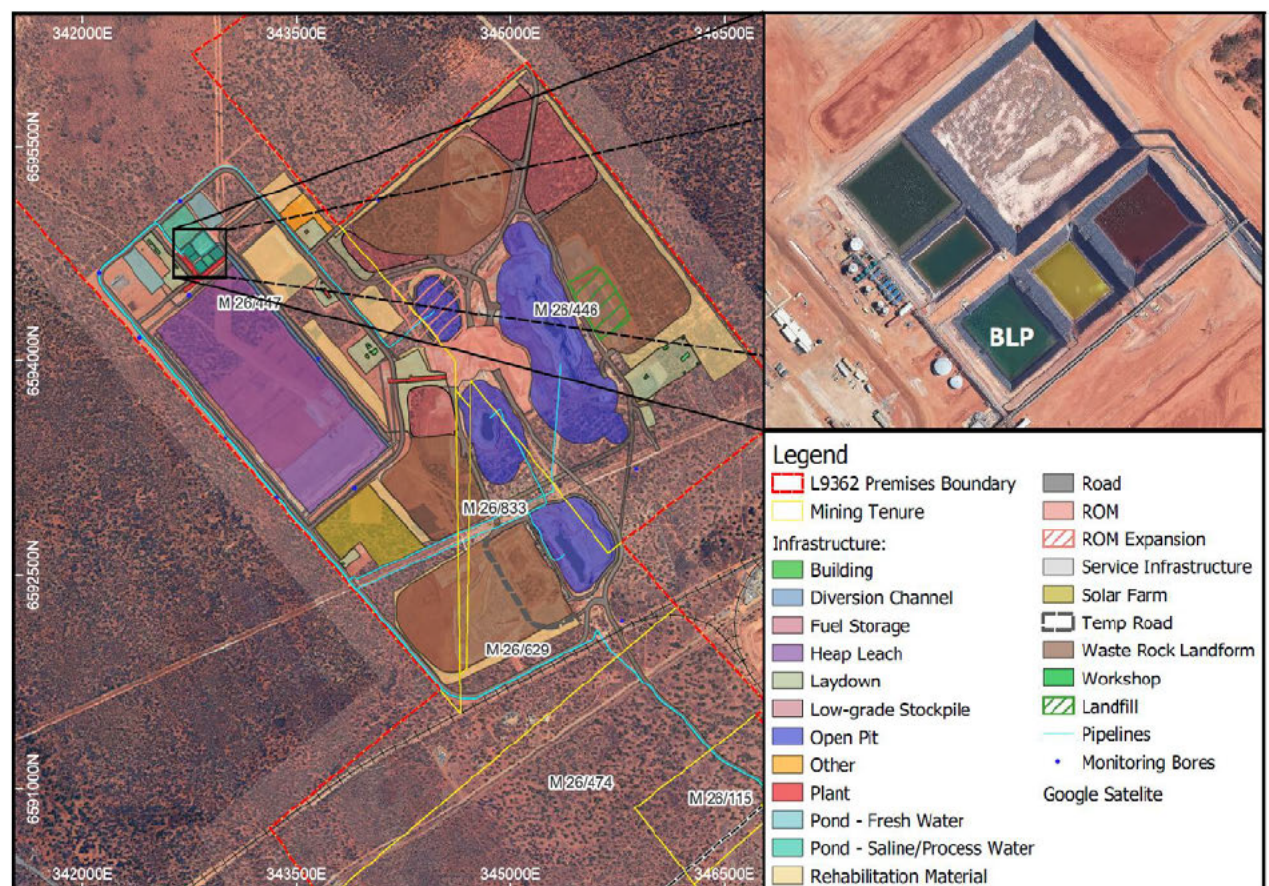 342000E
343500E
345000E
346500E
6595500N
6594000N
6592500N
6591000N
M 26/447
M 26/446
M 26/833
M 26/629
M 26/474
M 26/115
342000E
343500E
345000E
346500E
BLP
Legend
L9362 Premises Boundary
Mining Tenure
Infrastructure:
Building
Diversion Channel
Fuel Storage
Heap Leach
Laydown
Low-grade Stockpile
Open Pit
Other
Plant
Pond - Fresh Water
Pond - Saline/Process Water
Rehabilitation Material
Road
ROM
ROM Expansion
Service Infrastructure
Solar Farm
Temp Road
Waste Rock Landform
Workshop
Landfill
Pipelines
Monitoring Bores
Google Satelite